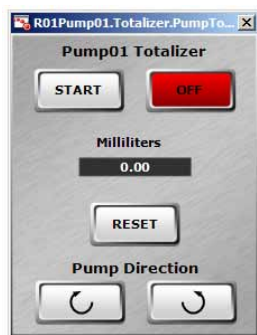 R01Pump01.Totalizer.PumpTo...
Pump01 Totalizer
START OFF
Milliliters
0.00
RESET
Pump Direction